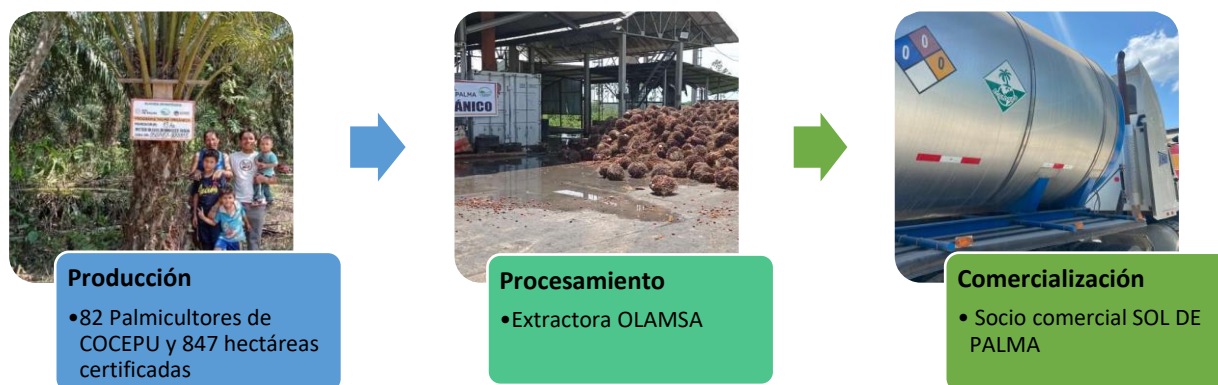 PALMA
ÁNICO
0
0
0
Producción
•82 Palmicultores de
COCEPU y 847 hectáreas
certificadas
Procesamiento
•Extractora OLAMSA
Comercialización
• Socio comercial SOL DE
PALMA